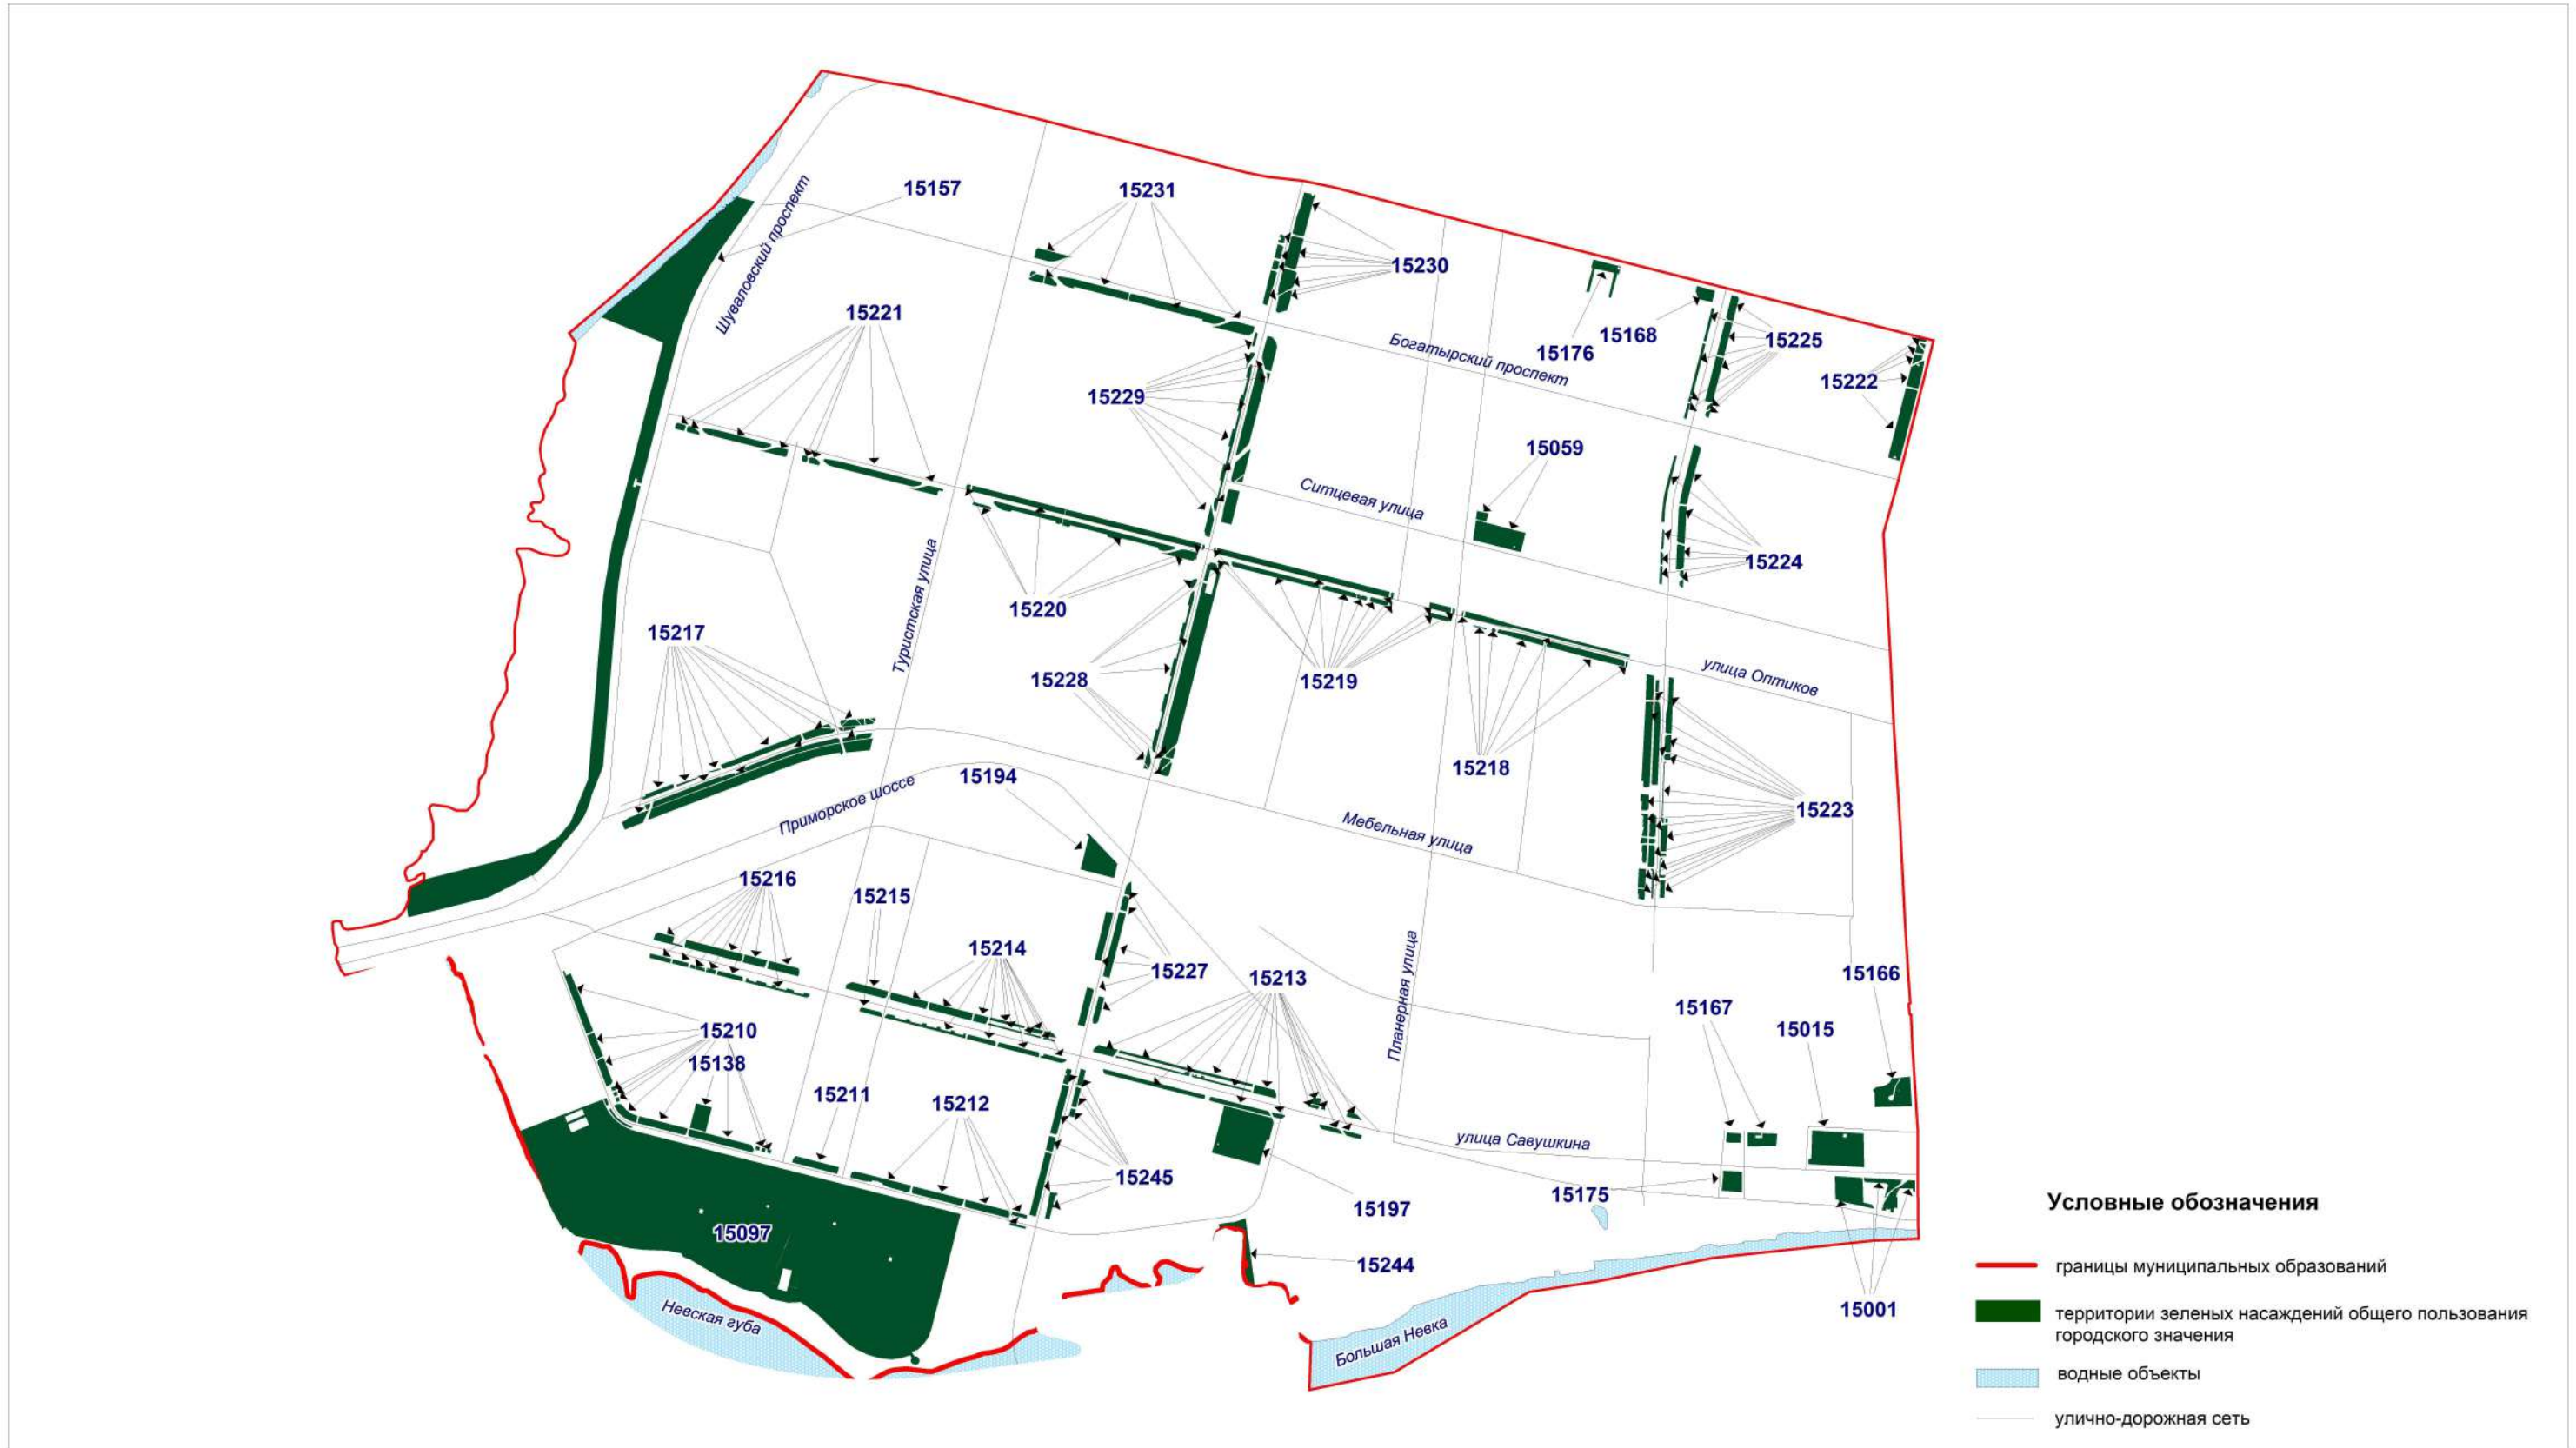 15157
15231
15230
Шуваловский проспект
15221
15168
15225
15176
Богатырский проспект
15222
15229
15059
Ситцевая улица
15224
15220
Туристская улица
15217
15228
15219
улица Оптиков
15218
15194
Приморское шоссе
15223
Мебельная улица
15216
15215
15214
15227
15213
Планерная улица
15166
15167
15015
15210
15138
15211
15212
улица Савушкина
15245
15175
15197
15097
15244
15001
Невская губа
Большая Невка
Условные обозначения
границы муниципальных образований
территории зеленых насаждений общего пользования
городского значения
водные объекты
улично-дорожная сеть